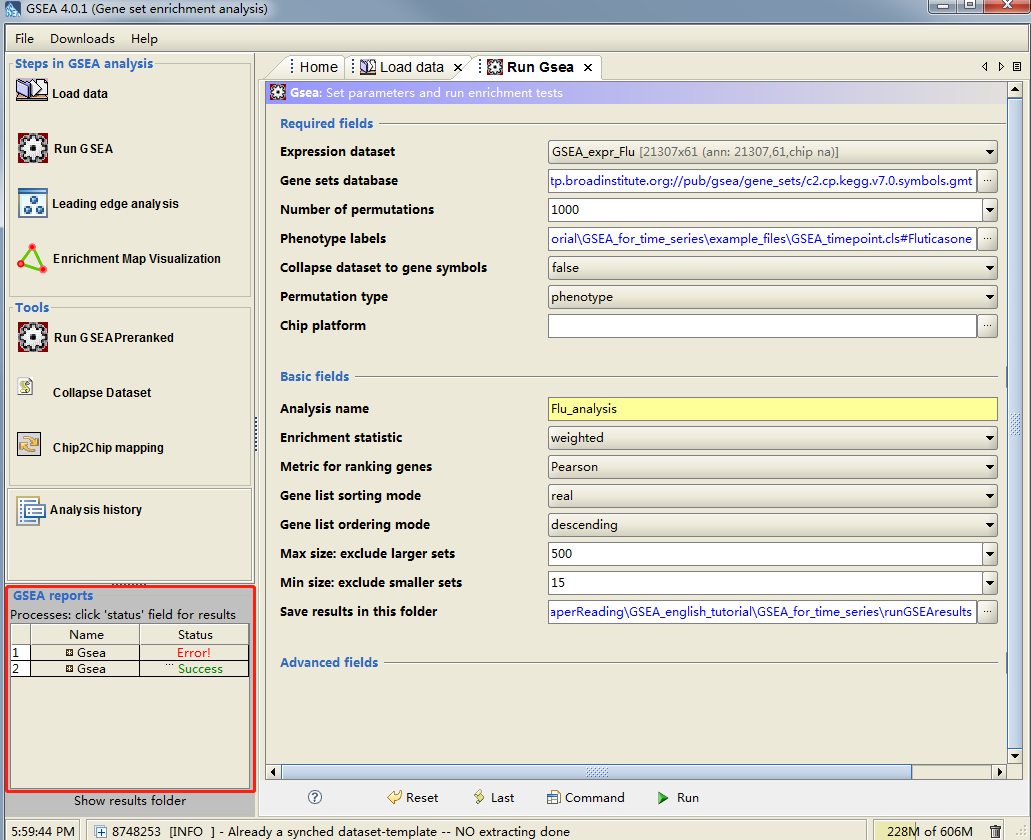 GSEA 4.0.1 (Gene set enrichment analysis)
File Downloads Help
Steps in GSEA analysis
Load data
Run GSEA
Leading edge analysis
Enrichment Map Visualization
Tools
Run GSEAPreranked
Collapse Dataset
Chip2Chip mapping
Analysis history
GSEA reports
Processes: click 'status' field for results
Name Status
1 Gsea Error!
2 Gsea Success
Show results folder
Home Load data Run Gsea
Gsea: Set parameters and run enrichment tests
Required fields
Expression dataset GSEA_expr_Flu [21307x61 (ann: 21307,61,chip na)]
Gene sets database tp.broadinstitute.org://pub/gsea/gene_sets/c2.cp.kegg.v7.0.symbols.gmt ...
Number of permutations 1000
Phenotype labels orial\GSEA_for_time_series\example_files\GSEA_timepoint.cls#Fluticasone ...
Collapse dataset to gene symbols false
Permutation type phenotype
Chip platform ...
Basic fields
Analysis name Flu_analysis
Enrichment statistic weighted
Metric for ranking genes Pearson
Gene list sorting mode real
Gene list ordering mode descending
Max size: exclude larger sets 500
Min size: exclude smaller sets 15
Save results in this folder aperReading\GSEA_english_tutorial\GSEA_for_time_series\runGSEAresults ...
Advanced fields
? Reset Last Command Run
5:59:44 PM 8748253 [INFO ] - Already a synched dataset-template -- NO extracting done 228M of 606M